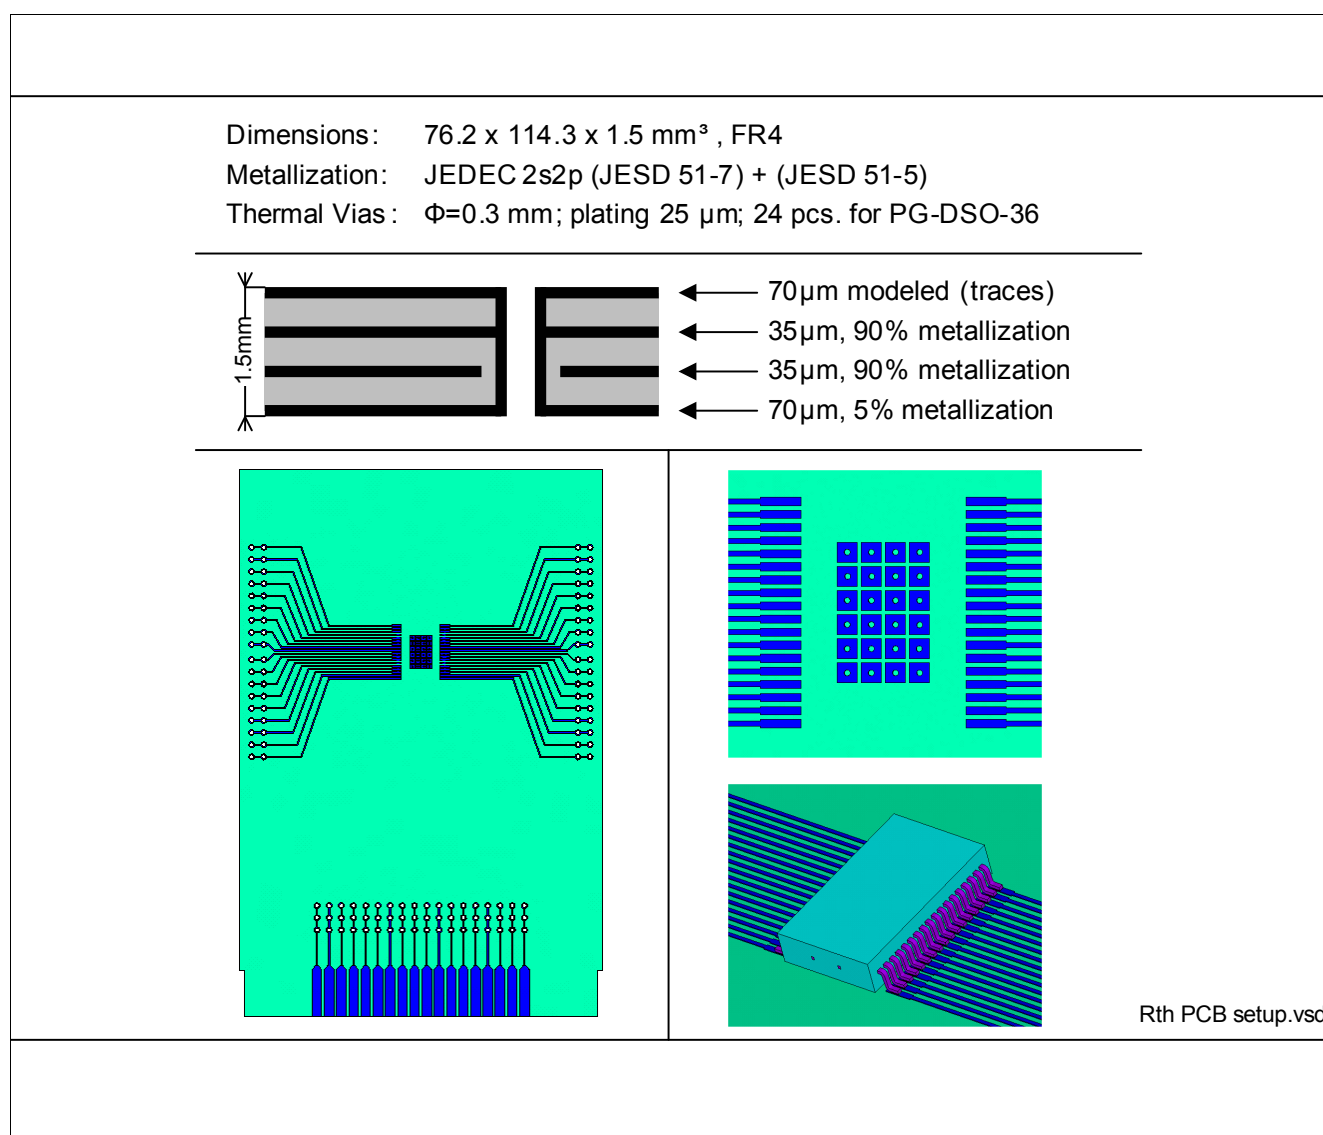 Dimensions: 76.2 x 114.3 x 1.5 mm³ , FR4
Metallization: JEDEC 2s2p (JESD 51-7) + (JESD 51-5)
Thermal Vias : Φ=0.3 mm; plating 25 µm; 24 pcs. for PG-DSO-36
1.5mm
70µm modeled (traces)
35µm, 90% metallization
35µm, 90% metallization
70µm, 5% metallization
Rth PCB setup.vsd